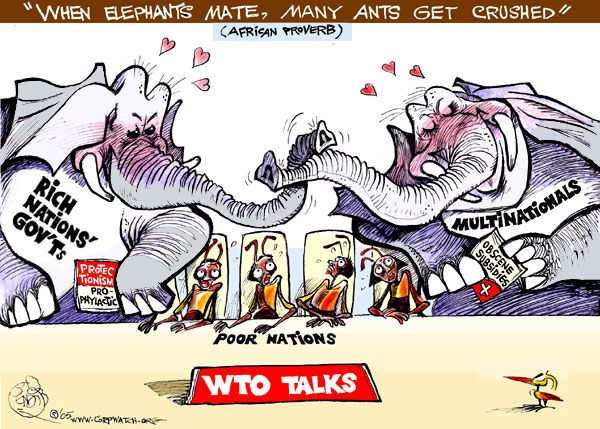 "WHEN ELEPHANTS MATE, MANY ANTS GET CRUSHED"
(AFRICAN PROVERB)
RICH
NATIONS'
GOV'TS
MULTINATIONALS
PROTEC
TIONISM
PRO-
PHYLACTIC
OBSCENE
SUBSIDIES
POOR NATIONS
WTO TALKS
©'05 WWW.CORPWATCH.ORG